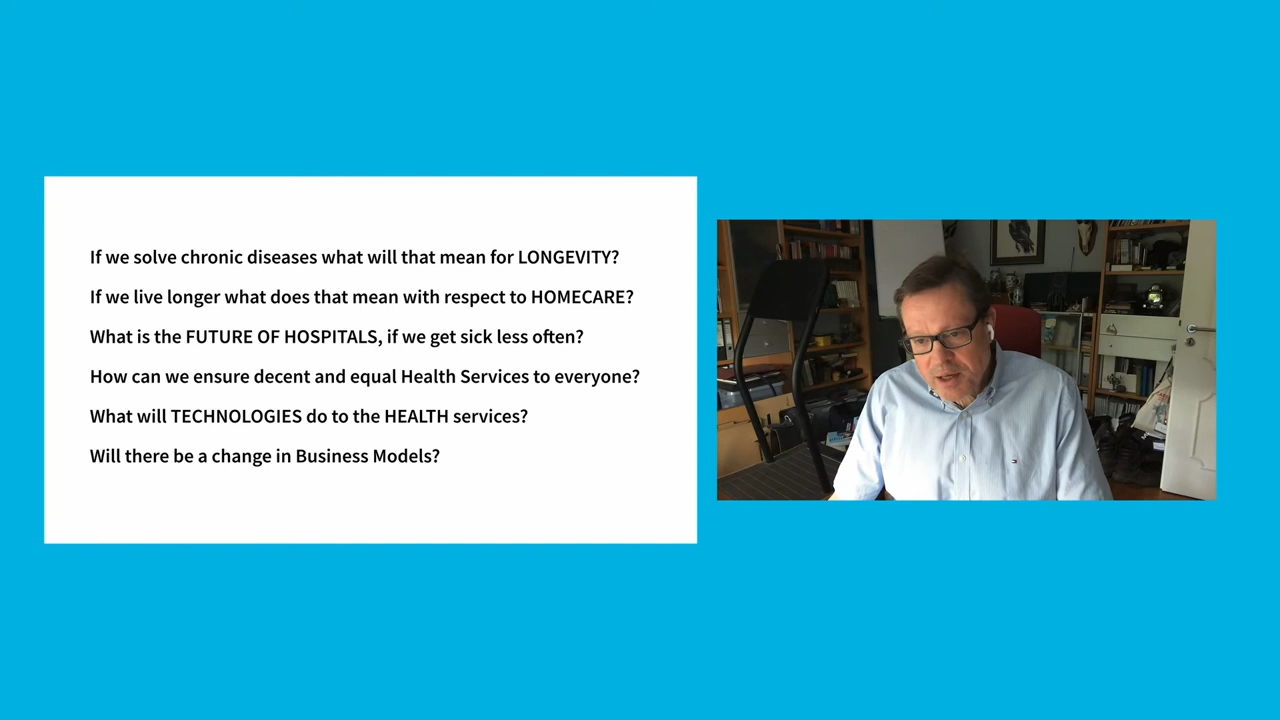 If we solve chronic diseases what will that mean for LONGEVITY?
If we live longer what does that mean with respect to HOMECARE?
What is the FUTURE OF HOSPITALS, if we get sick less often?
How can we ensure decent and equal Health Services to everyone?
What will TECHNOLOGIES do to the HEALTH services?
Will there be a change in Business Models?